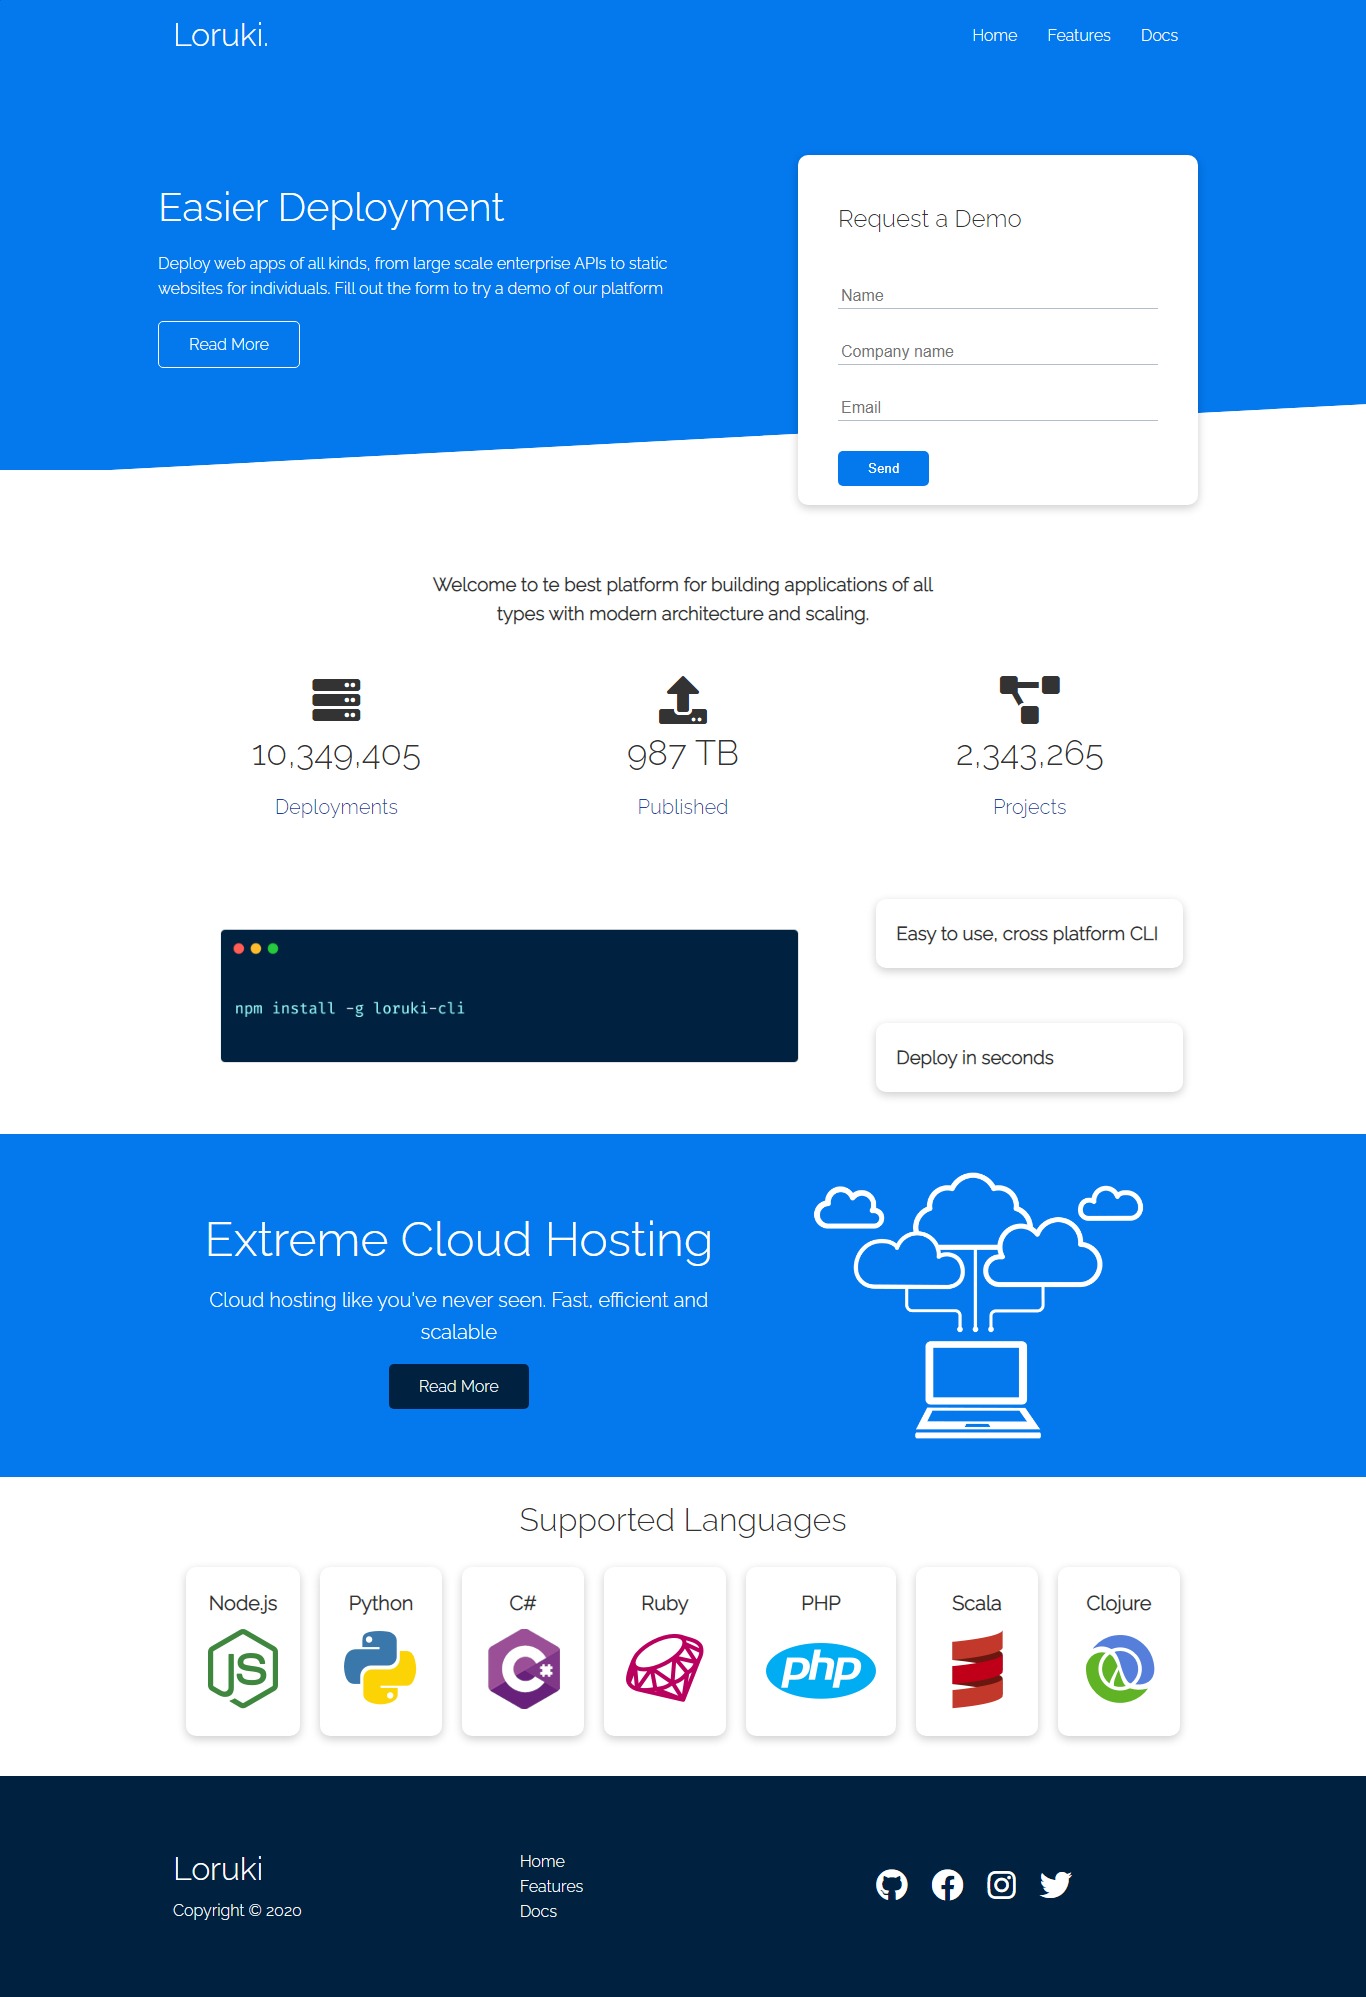 Loruki.
Home
Features
Docs
Easier Deployment
Deploy web apps of all kinds, from large scale enterprise APIs to static
websites for individuals. Fill out the form to try a demo of our platform
Read More
Request a Demo
Name
Company name
Email
Send
Welcome to te best platform for building applications of all
types with modern architecture and scaling.
10,349,405
Deployments
987 TB
Published
2,343,265
Projects
npm install -g loruki-cli
Easy to use, cross platform CLI
Deploy in seconds
Extreme Cloud Hosting
Cloud hosting like you've never seen. Fast, efficient and
scalable
Read More
Supported Languages
Node.js
JS
Python
C#
C#
Ruby
PHP
php
Scala
Clojure
Loruki
Copyright © 2020
Home
Features
Docs